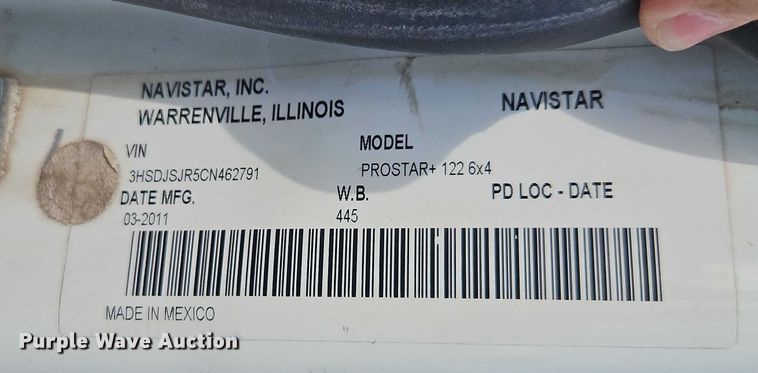 NAVISTAR, INC.
WARRENVILLE, ILLINOIS
NAVISTAR
VIN
3HSDJSJR5CN462791
MODEL
PROSTAR+ 122 6x4
DATE MFG.
03-2011
W.B.
445
PD LOC - DATE
MADE IN MEXICO
Purple Wave Auction